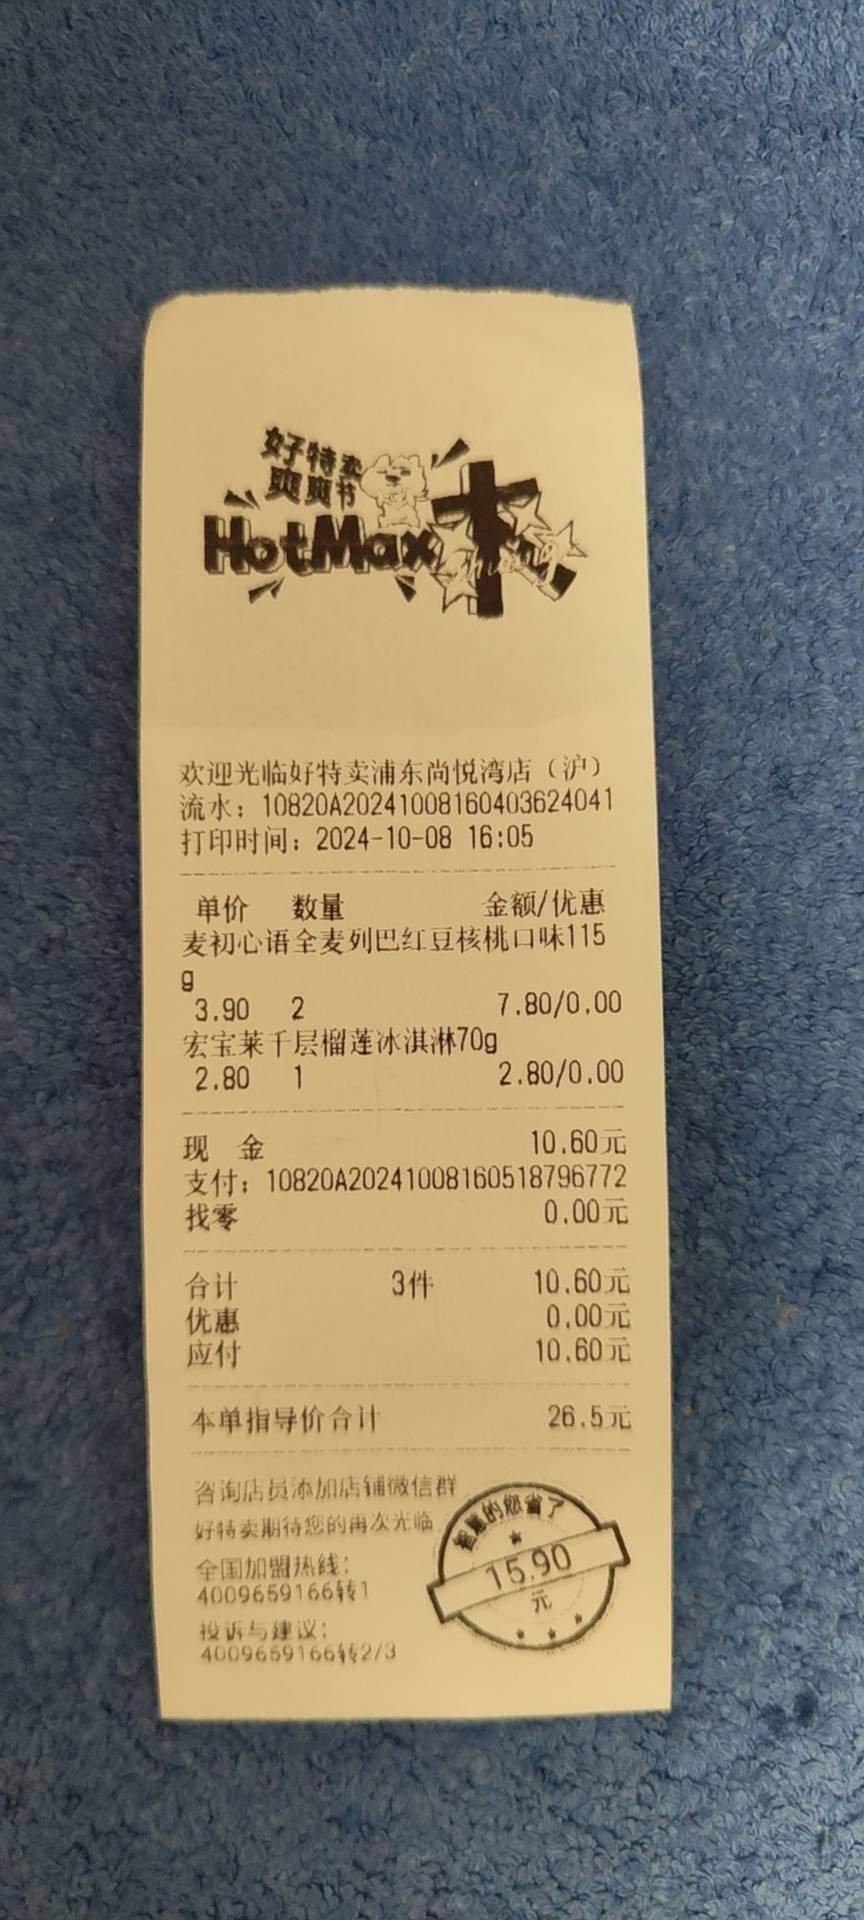 好特卖
爽爽节
HotMax
欢迎光临好特卖浦东尚悦湾店（沪）
流水：10820A20241008160403624041
打印时间：2024-10-08 16:05
单价 数量 金额/优惠
麦初心语全麦列巴红豆核桃口味115
g
3.90 2 7.80/0.00
宏宝莱千层榴莲冰淇淋70g
2.80 1 2.80/0.00
现 金 10.60元
支付：10820A20241008160518796772
找零 0.00元
合计 3件 10.60元
优惠 0.00元
应付 10.60元
本单指导价合计 26.5元
咨询店员添加店铺微信群
好特卖期待您的再次光临
全国加盟热线：
4009659166转1
投诉与建议：
4009659166转2/3
智慧的您省了
15.90
元